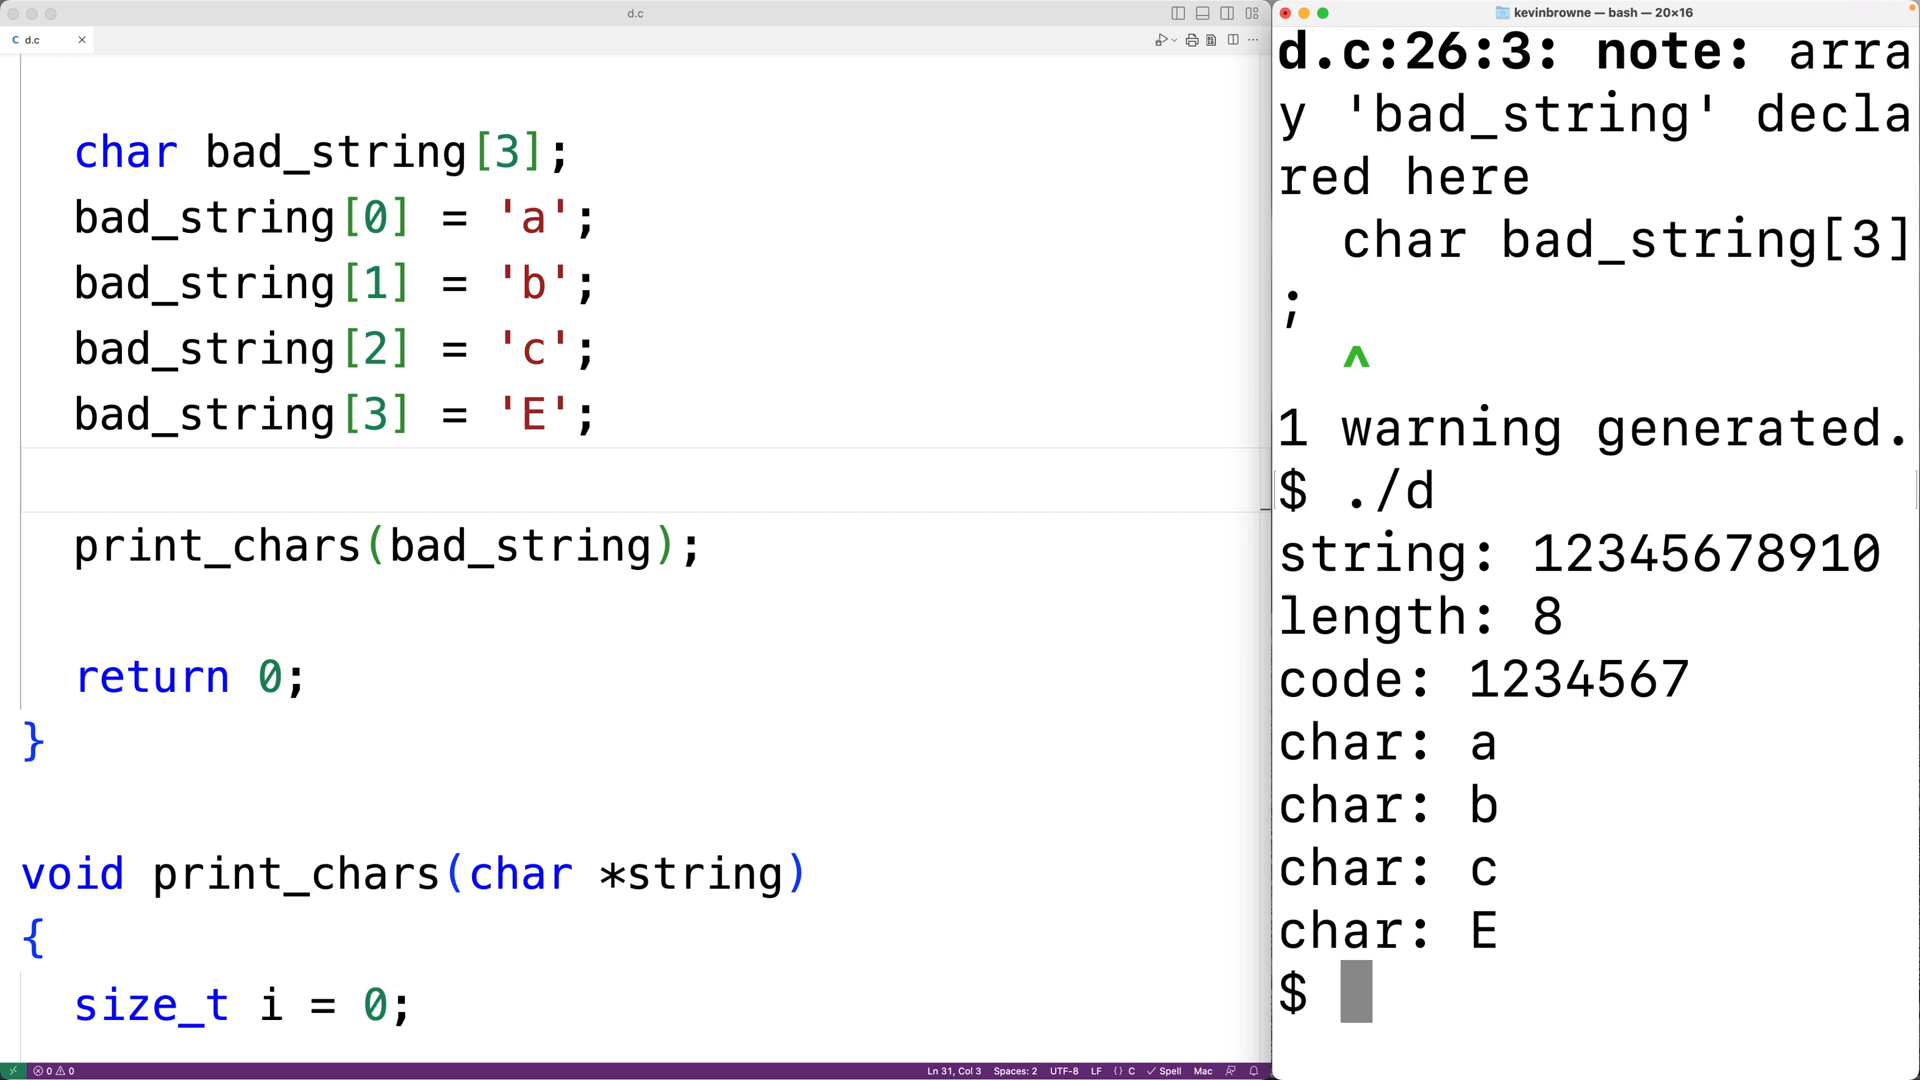 d.c
C d.c
char bad_string[3];
bad_string[0] = 'a';
bad_string[1] = 'b';
bad_string[2] = 'c';
bad_string[3] = 'E';
print_chars(bad_string);
return 0;
}
void print_chars(char *string)
{
size_t i = 0;
0 0
Ln 31, Col 3 Spaces: 2 UTF-8 LF {} C Spell Mac
kevinbrowne — bash — 20×16
d.c:26:3: note: arra
y 'bad_string' decla
red here
char bad_string[3]
;
^
1 warning generated.
$ ./d
string: 12345678910
length: 8
code: 1234567
char: a
char: b
char: c
char: E
$